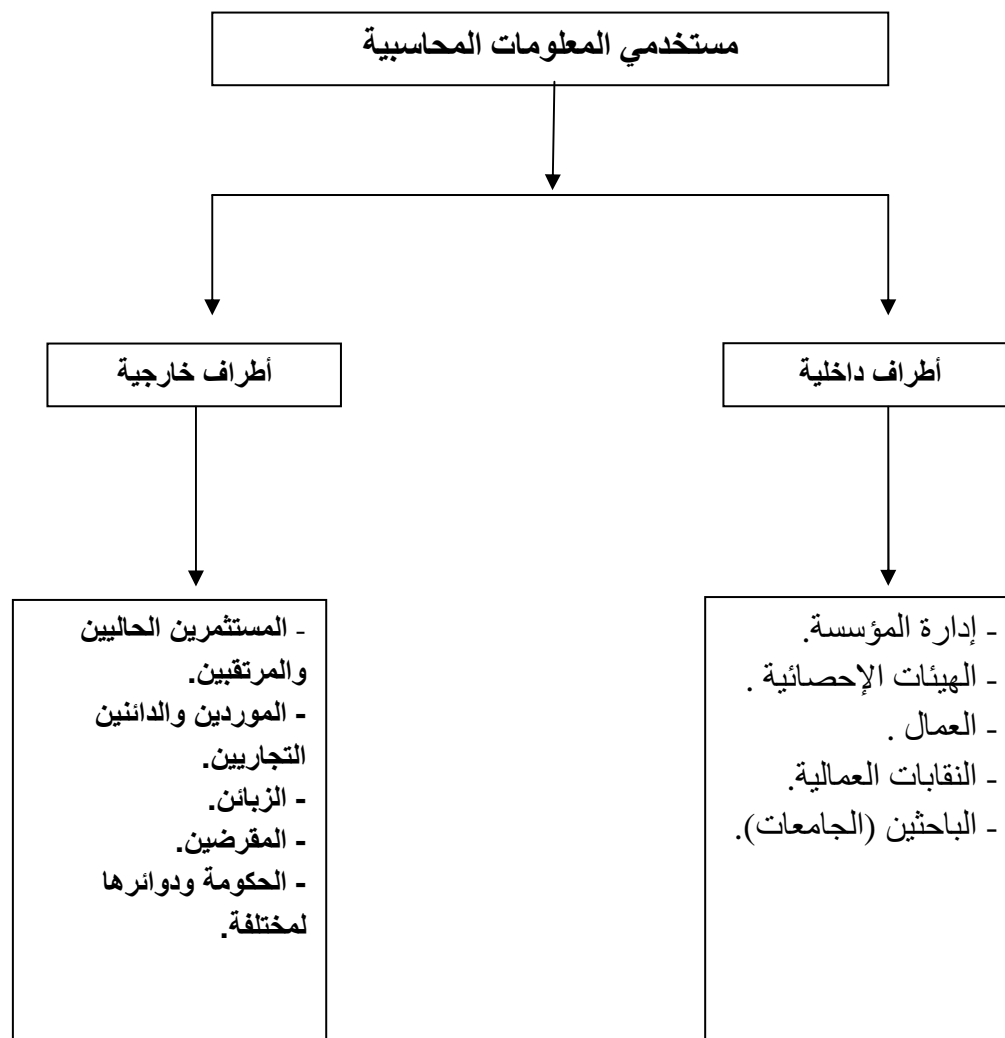 مستخدمي المعلومات المحاسبية
أطراف داخلية
أطراف خارجية
- إدارة المؤسسة.
- الهيئات الإحصائية .
- العمال .
- النقابات العمالية.
- الباحثين (الجامعات).
- المستثمرين الحاليين
والمرتقبين.
- الموردين والدائنين
التجاريين.
- الزبائن.
- المقرضين.
- الحكومة ودوائرها
لمختلفة.